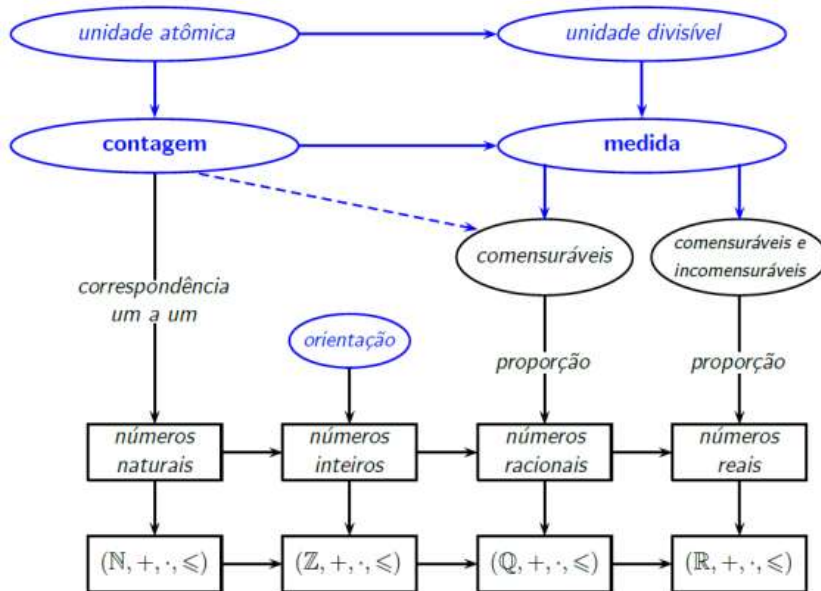 unidade atômica
unidade divisível
contagem
medida
comensuráveis
comensuráveis e
incomensuráveis
correspondência
um a um
orientação
proporção
proporção
números
naturais
números
inteiros
números
racionais
números
reais
(ℕ, +, ·, ⩽)
(ℤ, +, ·, ⩽)
(ℚ, +, ·, ⩽)
(ℝ, +, ·, ⩽)